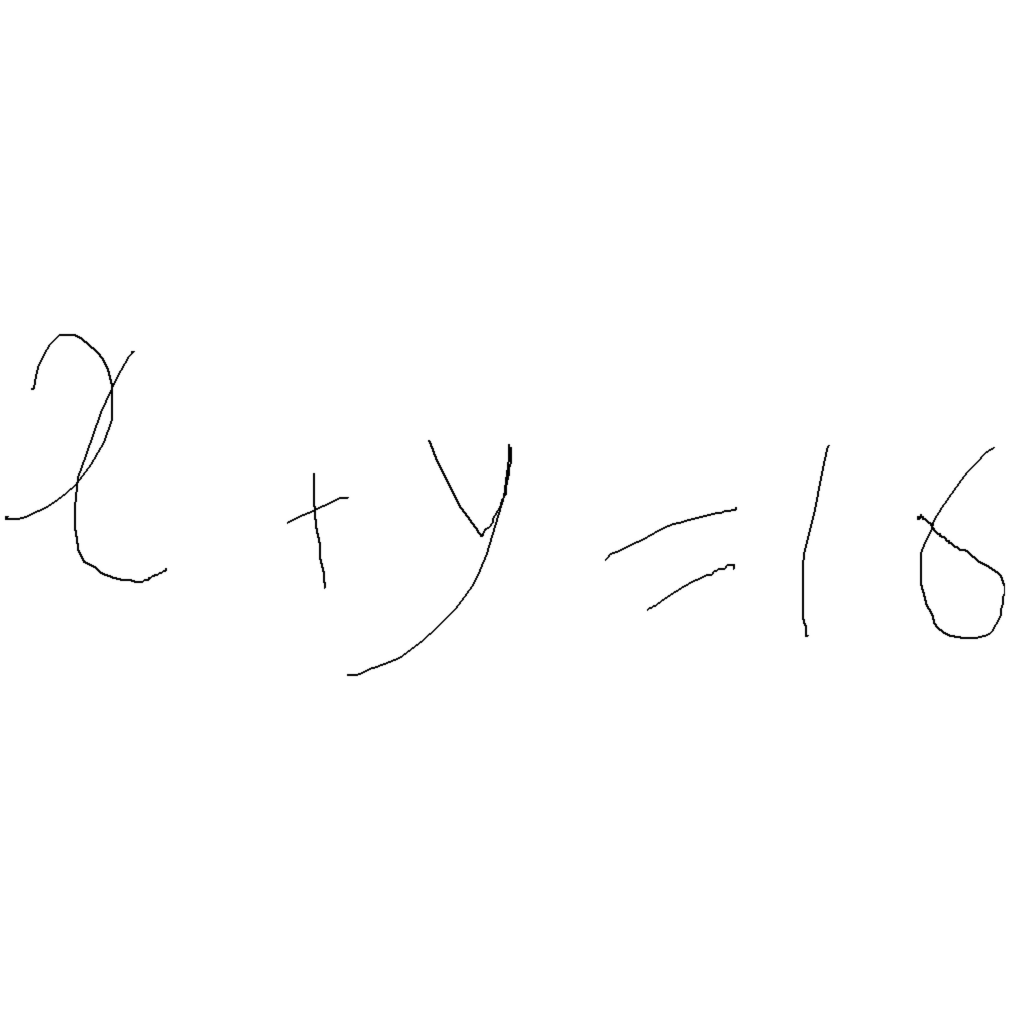 x + y = 16